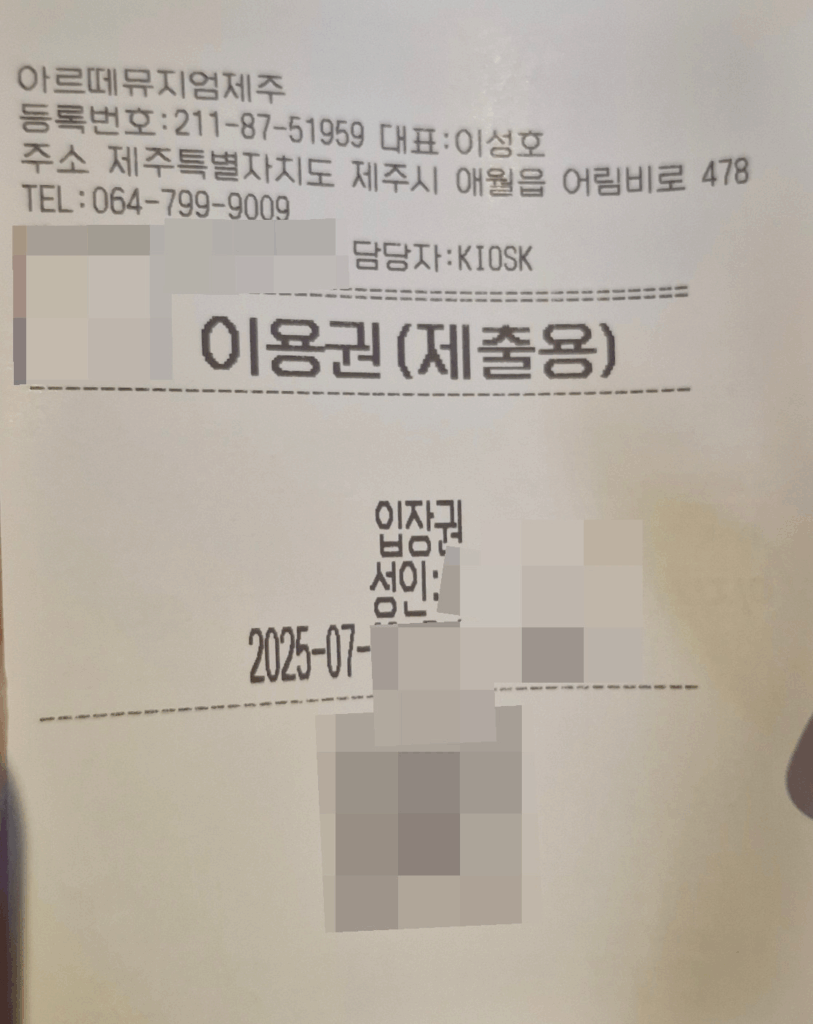 아르떼뮤지엄제주
등록번호:211-87-51959 대표:이성호
주소 제주특별자치도 제주시 애월읍 어림비로 478
TEL:064-799-9009
담당자:KIOSK
이용권(제출용)
입장권
성인:
2025-07-